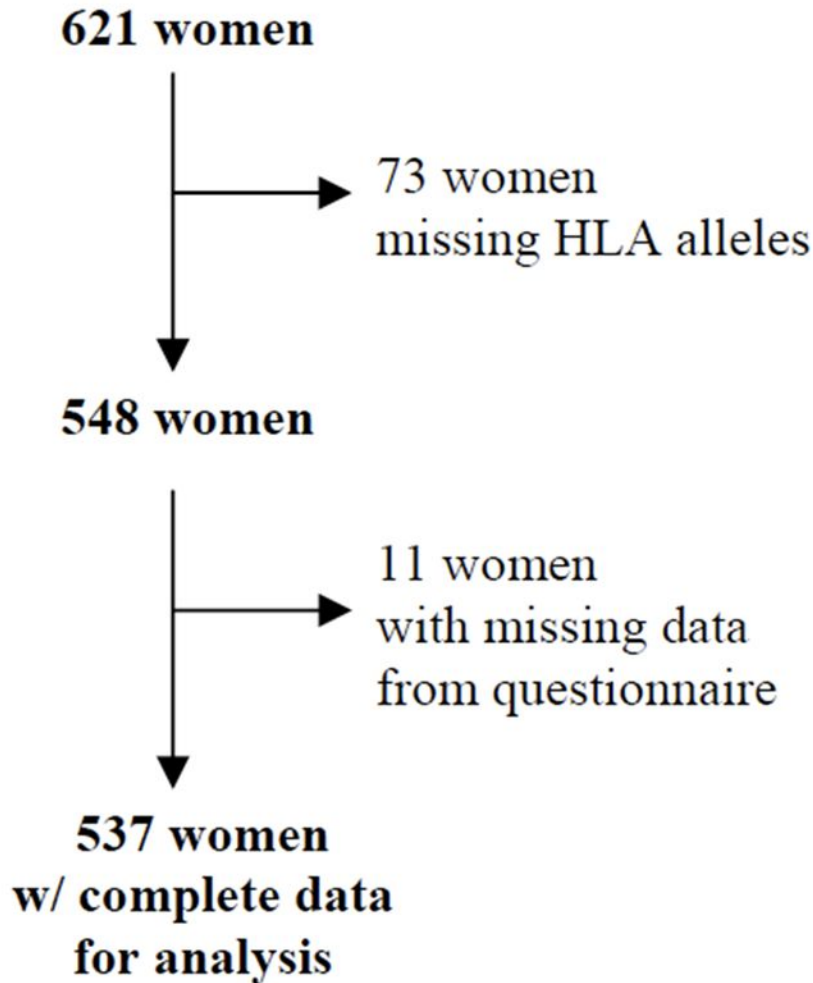 621 women
73 women
missing HLA alleles
548 women
11 women
with missing data
from questionnaire
537 women
w/ complete data
for analysis